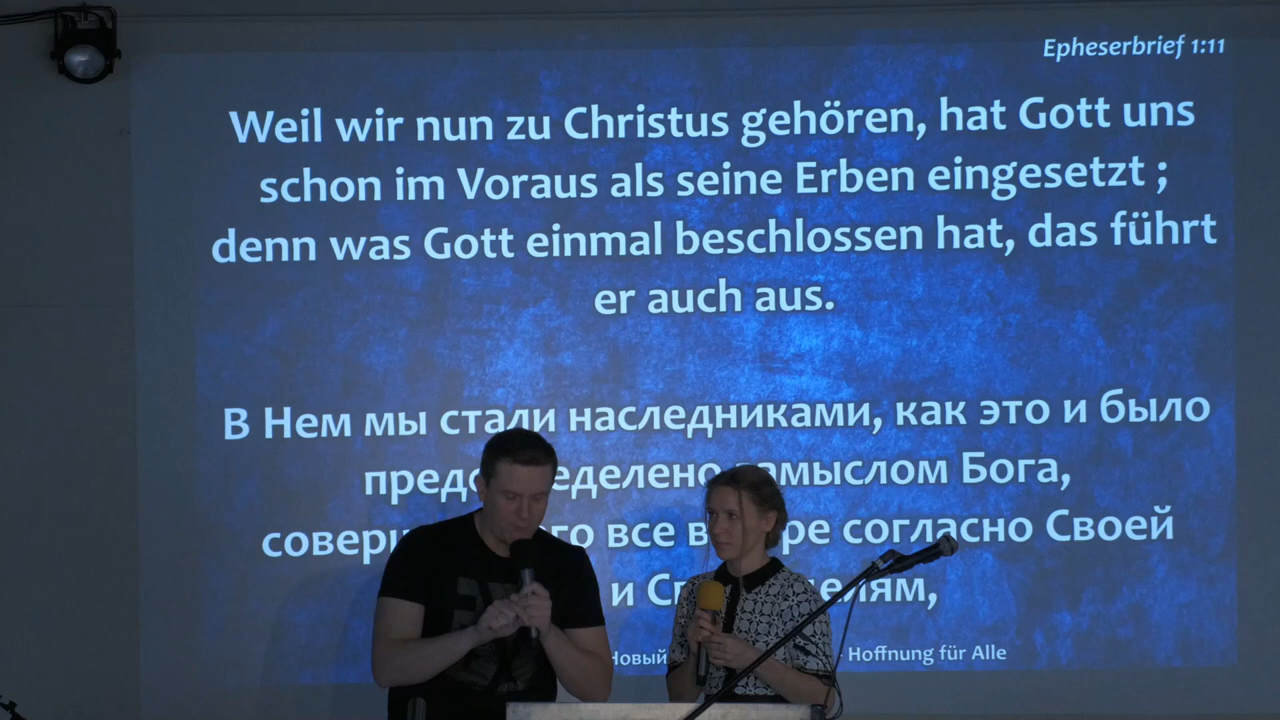 Epheserbrief 1:11
Weil wir nun zu Christus gehören, hat Gott uns
schon im Voraus als seine Erben eingesetzt ;
denn was Gott einmal beschlossen hat, das führt
er auch aus.
В Нем мы стали наследниками, как это и было
замыслом Бога,
все в согласно Своей
и
Новый Hoffnung für Alle